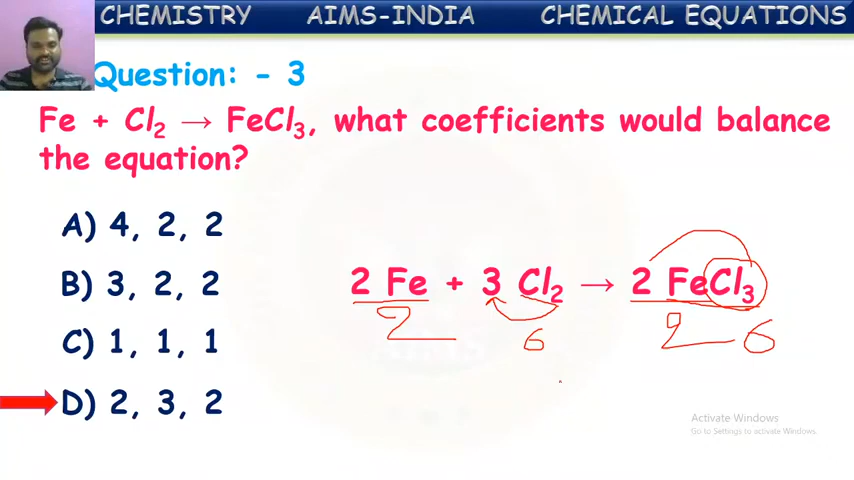 CHEMISTRY AIMS-INDIA CHEMICAL EQUATIONS
Question: - 3
Fe + Cl₂ → FeCl₃, what coefficients would balance
the equation?
A) 4, 2, 2
B) 3, 2, 2
C) 1, 1, 1
D) 2, 3, 2
2 Fe + 3 Cl₂ → 2 FeCl₃
2 6 2 6
Activate Windows
Go to Settings to activate Windows.